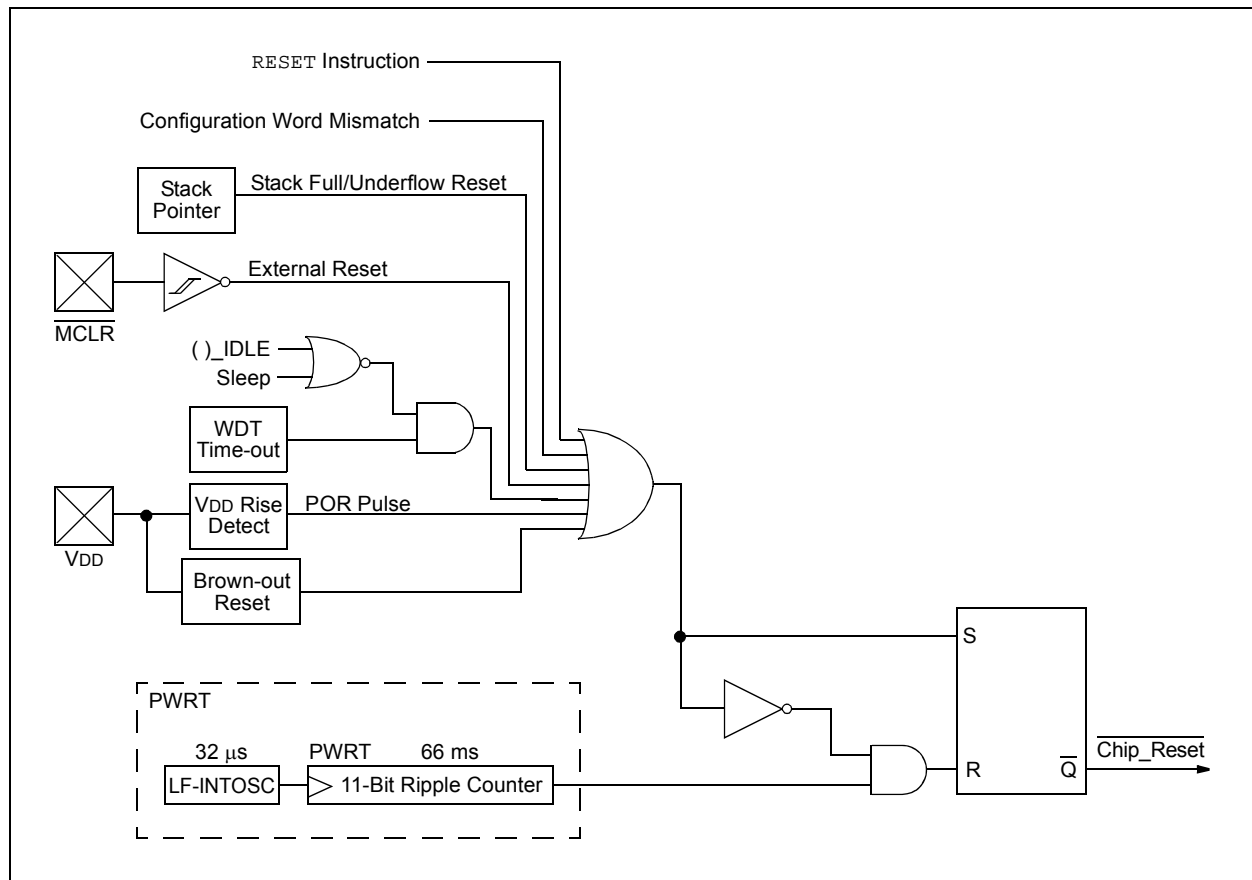 RESET Instruction
Configuration Word Mismatch
Stack
Pointer
Stack Full/Underflow Reset
External Reset
MCLR
( )_IDLE
Sleep
WDT
Time-out
VDD Rise
Detect
POR Pulse
VDD
Brown-out
Reset
S
PWRT
32 μs
PWRT
66 ms
LF-INTOSC
11-Bit Ripple Counter
R
Q
Chip_Reset